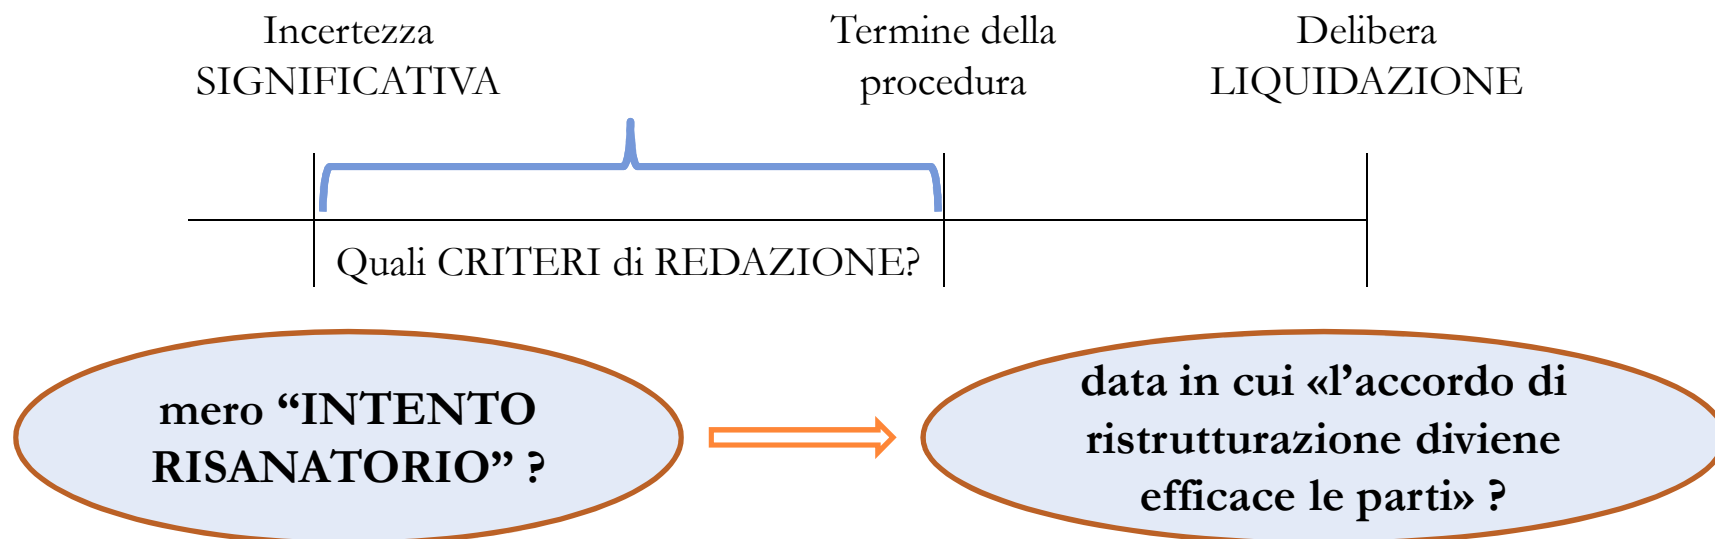 Incertezza
SIGNIFICATIVA
Termine della
procedura
Delibera
LIQUIDAZIONE
Quali CRITERI di REDAZIONE?
mero “INTENTO
RISANATORIO” ?
data in cui «l’accordo di
ristrutturazione diviene
efficace le parti» ?